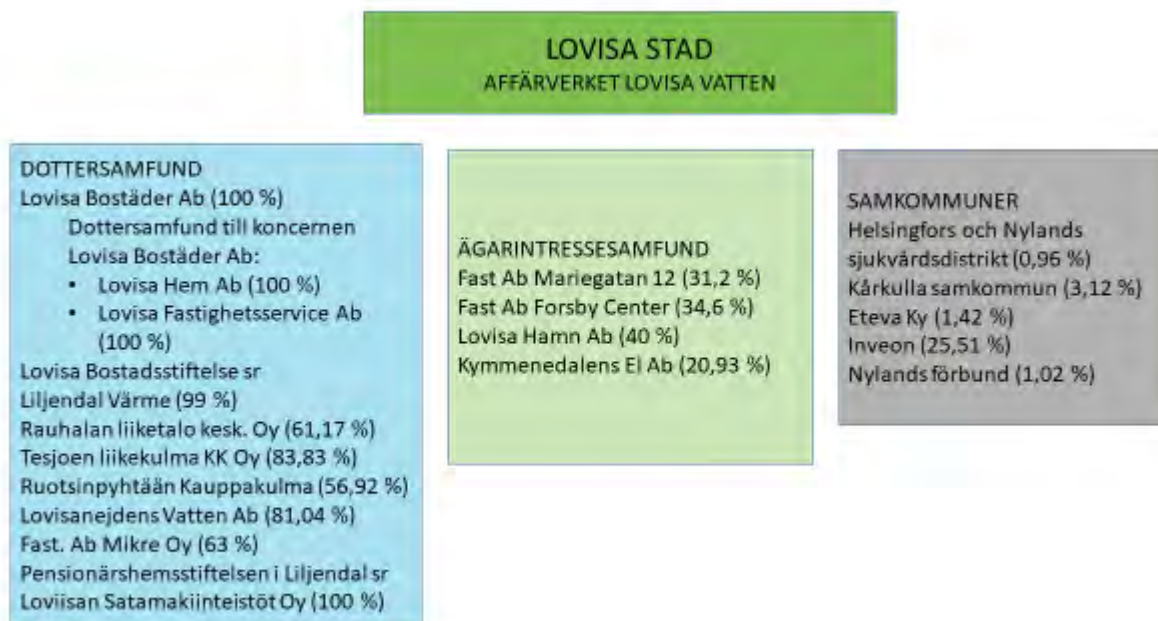 LOVISA STAD
AFFÄRVERKET LOVISA VATTEN
DOTTERSAMFUND
Lovisa Bostäder Ab (100 %)
Dottersamfund till koncernen
Lovisa Bostäder Ab:
• Lovisa Hem Ab (100 %)
• Lovisa Fastighetsservice Ab
(100 %)
Lovisa Bostadsstiftelse sr
Liljendal Värme (99 %)
Rauhalan liiketalo kesk. Oy (61,17 %)
Tesjoen liikekulma KK Oy (83,83 %)
Ruotsinpyhtään Kauppakulma (56,92 %)
Lovisanejdens Vatten Ab (81,04 %)
Fast. Ab Mikre Oy (63 %)
Pensionärshemsstiftelsen i Liljendal sr
Loviisan Satamakiinteistöt Oy (100 %)
ÄGARINTRESSESAMFUND
Fast Ab Mariegatan 12 (31,2 %)
Fast Ab Forsby Center (34,6 %)
Lovisa Hamn Ab (40 %)
Kymmenedalens El Ab (20,93 %)
SAMKOMMUNER
Helsingfors och Nylands
sjukvårdsdistrikt (0,96 %)
Kårkulla samkommun (3,12 %)
Eteva Ky (1,42 %)
Inveon (25,51 %)
Nylands förbund (1,02 %)